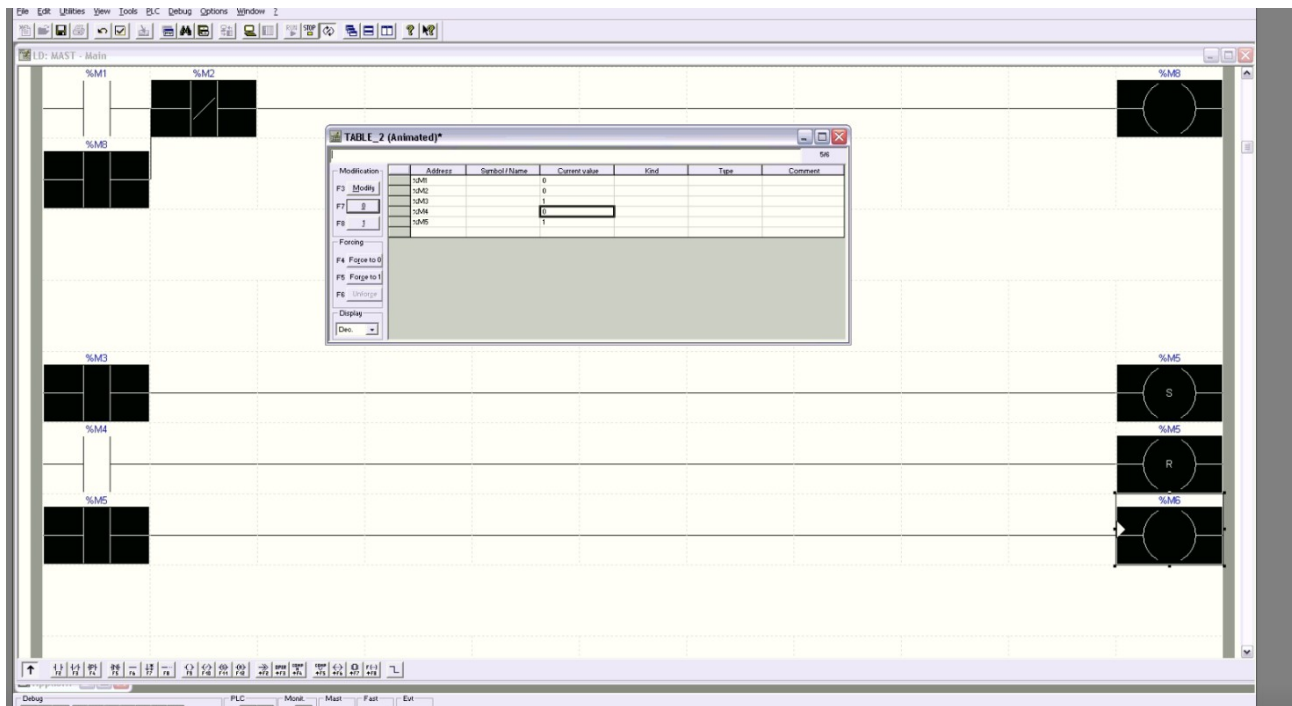 File Edit Utilities View Tools PLC Debug Options Window ?
LD: MAST - Main
%M1 %M2 %M8
%M8
TABLE_2 (Animated)*
5/6
Modification Address Symbol / Name Current value Kind Type Comment
%M1 0
F3 Modify %M2 0
%M3 1
F7 0 %M4 0
F8 1 %M5 1
Forcing
F4 Force to 0
F5 Force to 1
F6 Unforce
Display
Dec.
%M3 %M5
S
%M4 %M5
R
%M5 %M6
Debug PLC Monit. Mast Fast Evt